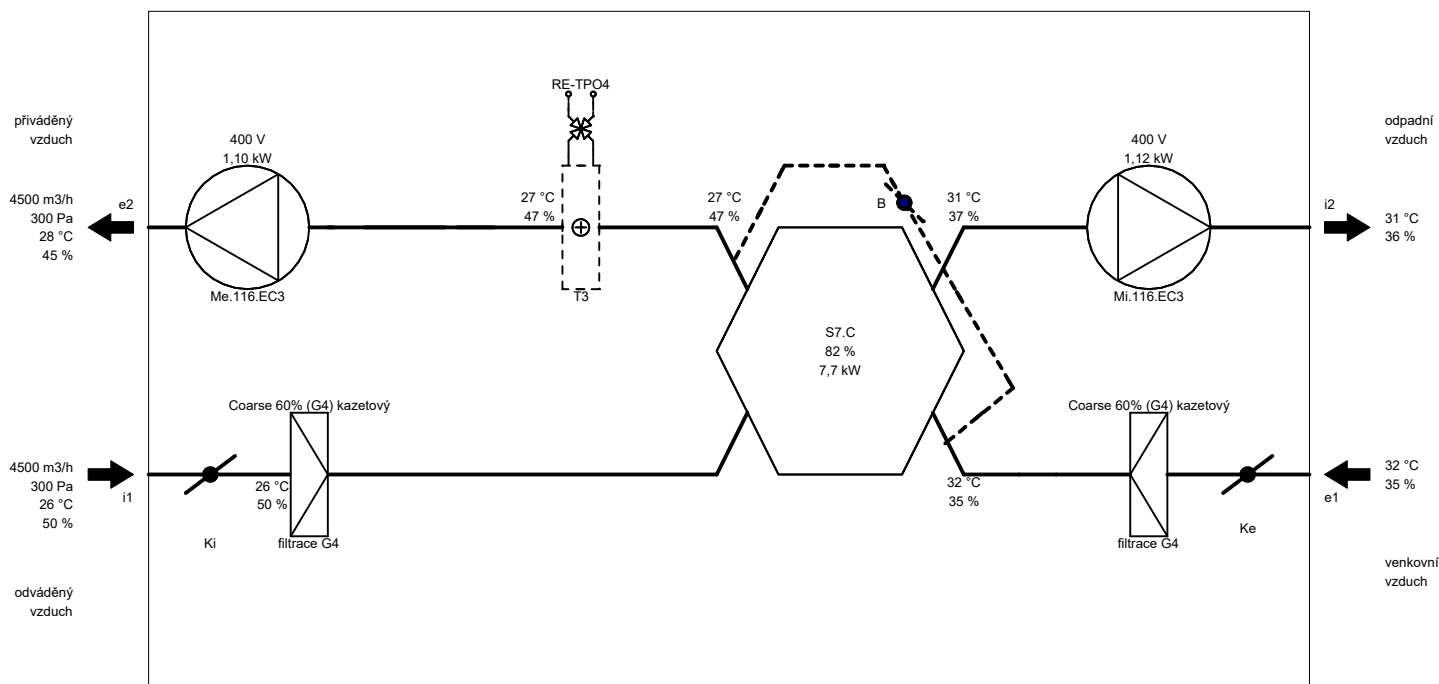 RE-TPO4
přiváděný
vzduch
400 V
1,10 kW
400 V
1,12 kW
odpadní
vzduch
4500 m3/h
300 Pa
28 °C
45 %
e2
27 °C
47 %
27 °C
47 %
B
31 °C
37 %
i2
31 °C
36 %
Me.116.EC3
T3
Mi.116.EC3
S7.C
82 %
7,7 kW
Coarse 60% (G4) kazetový
Coarse 60% (G4) kazetový
4500 m3/h
300 Pa
26 °C
50 %
i1
26 °C
50 %
32 °C
35 %
32 °C
35 %
e1
Ki
filtrace G4
filtrace G4
Ke
odváděný
vzduch
venkovní
vzduch